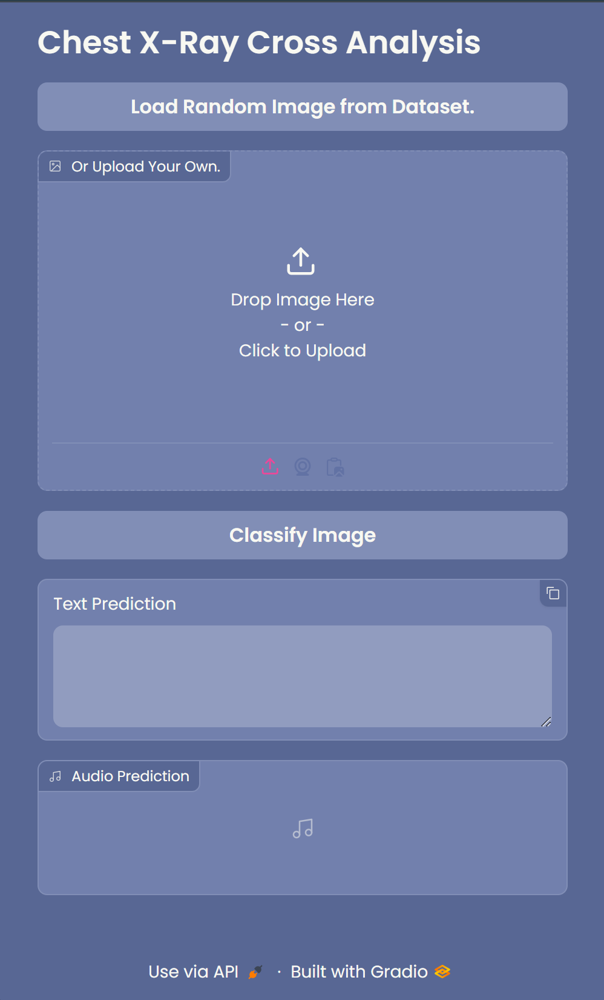 Chest X-Ray Cross Analysis
Load Random Image from Dataset.
Or Upload Your Own.
Drop Image Here
- or -
Click to Upload
Classify Image
Text Prediction
Audio Prediction
Use via API · Built with Gradio